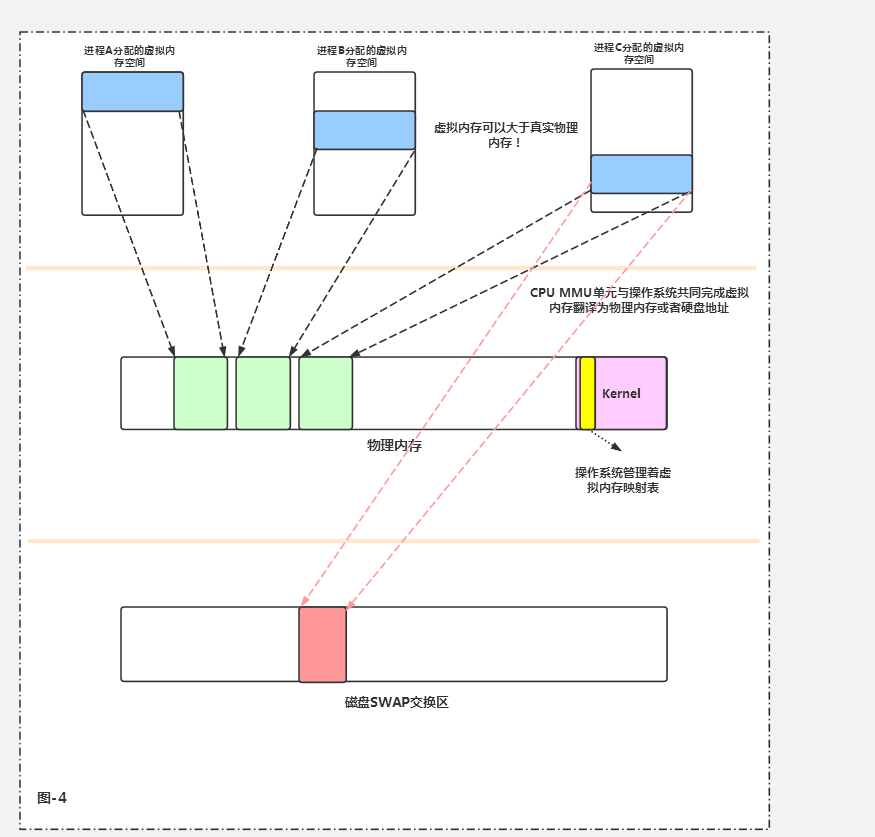 进程A分配的虚拟内
存空间
进程B分配的虚拟内
存空间
进程C分配的虚拟内
存空间
虚拟内存可以大于真实物理
内存！
CPU MMU单元与操作系统共同完成虚拟
内存翻译为物理内存或者硬盘地址
Kernel
物理内存
操作系统管理着虚
拟内存映射表
磁盘SWAP交换区
图-4